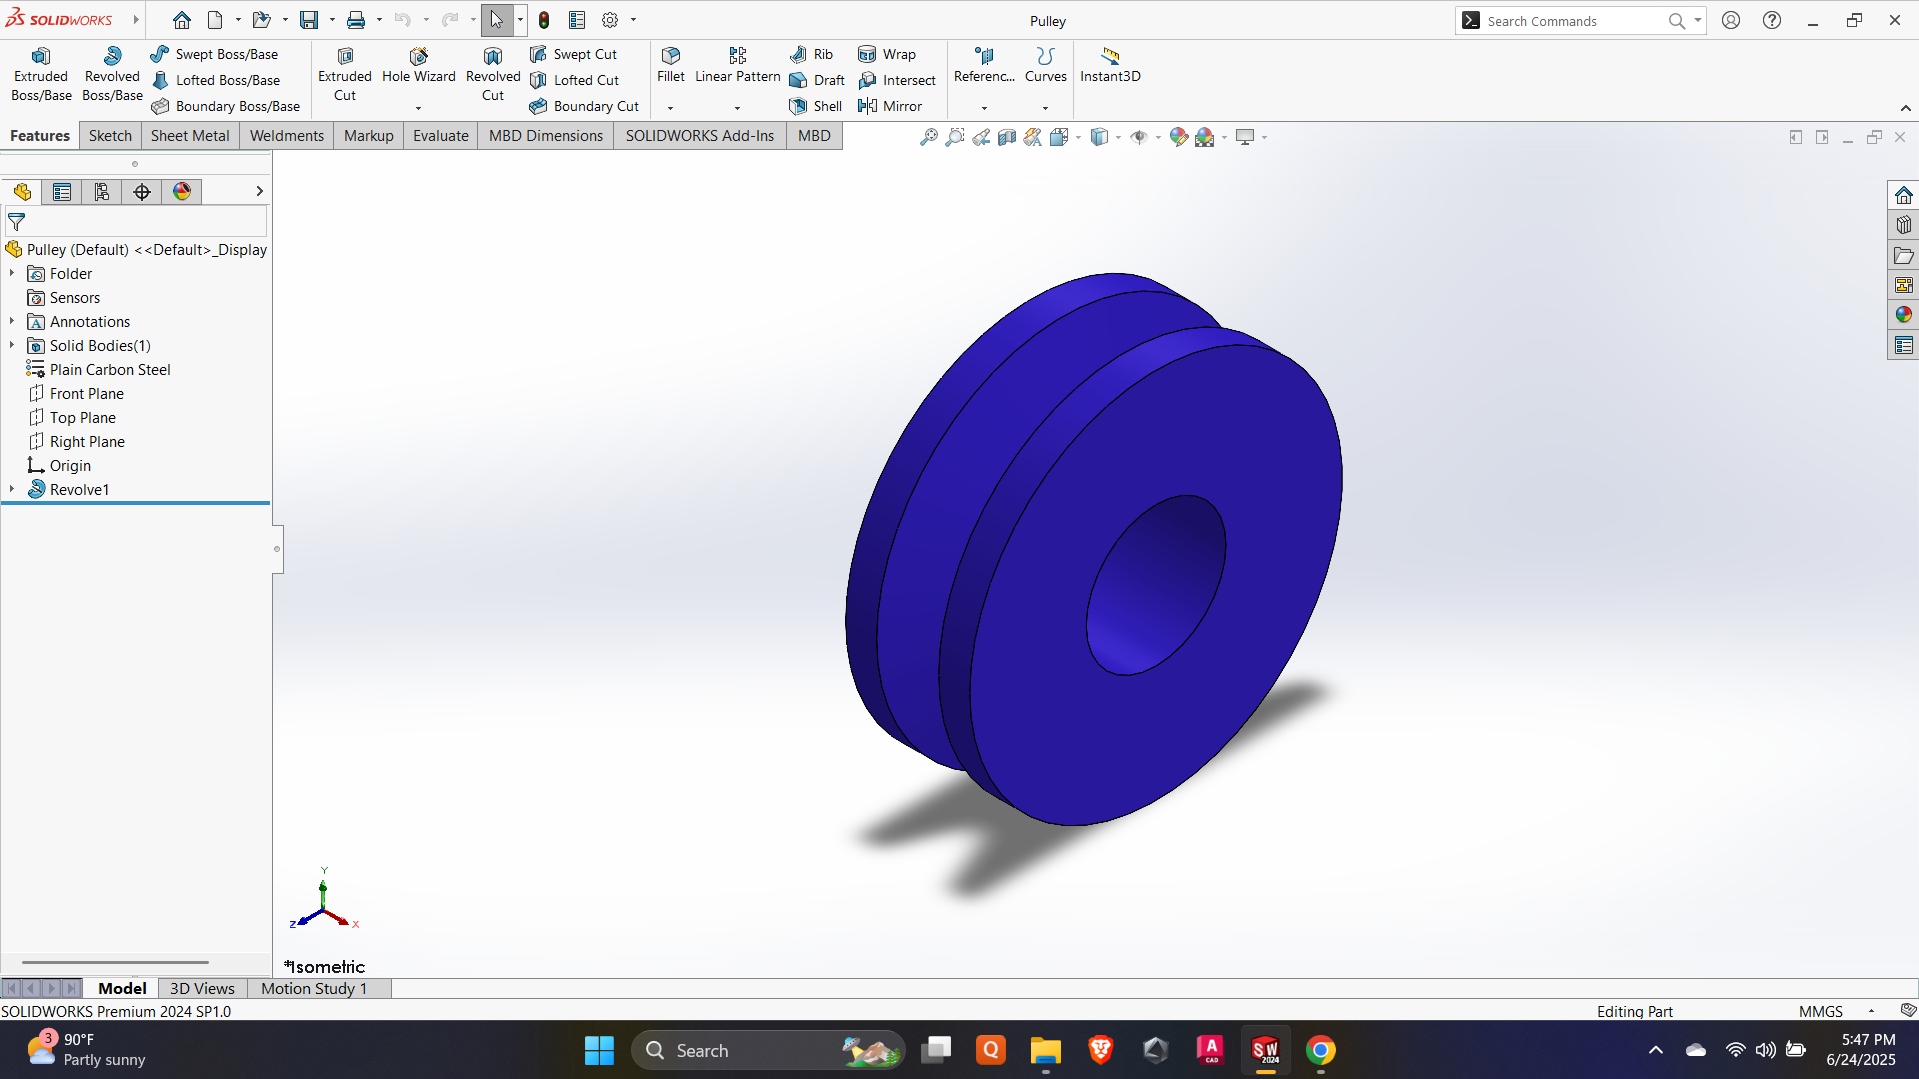 SOLIDWORKS
Pulley
Search Commands
Extruded Boss/Base
Revolved Boss/Base
Swept Boss/Base
Lofted Boss/Base
Boundary Boss/Base
Extruded Cut
Hole Wizard
Revolved Cut
Swept Cut
Lofted Cut
Boundary Cut
Fillet
Linear Pattern
Rib
Draft
Shell
Wrap
Intersect
Mirror
Referenc...
Curves
Instant3D
Features
Sketch
Sheet Metal
Weldments
Markup
Evaluate
MBD Dimensions
SOLIDWORKS Add-Ins
MBD
Pulley (Default) <<Default>_Display
Folder
Sensors
Annotations
Solid Bodies(1)
Plain Carbon Steel
Front Plane
Top Plane
Right Plane
Origin
Revolve1
Y
Z
X
*Isometric
Model
3D Views
Motion Study 1
SOLIDWORKS Premium 2024 SP1.0
Editing Part
MMGS
3
90°F
Partly sunny
Search
Q
A
CAD
SW
2024
5:47 PM
6/24/2025